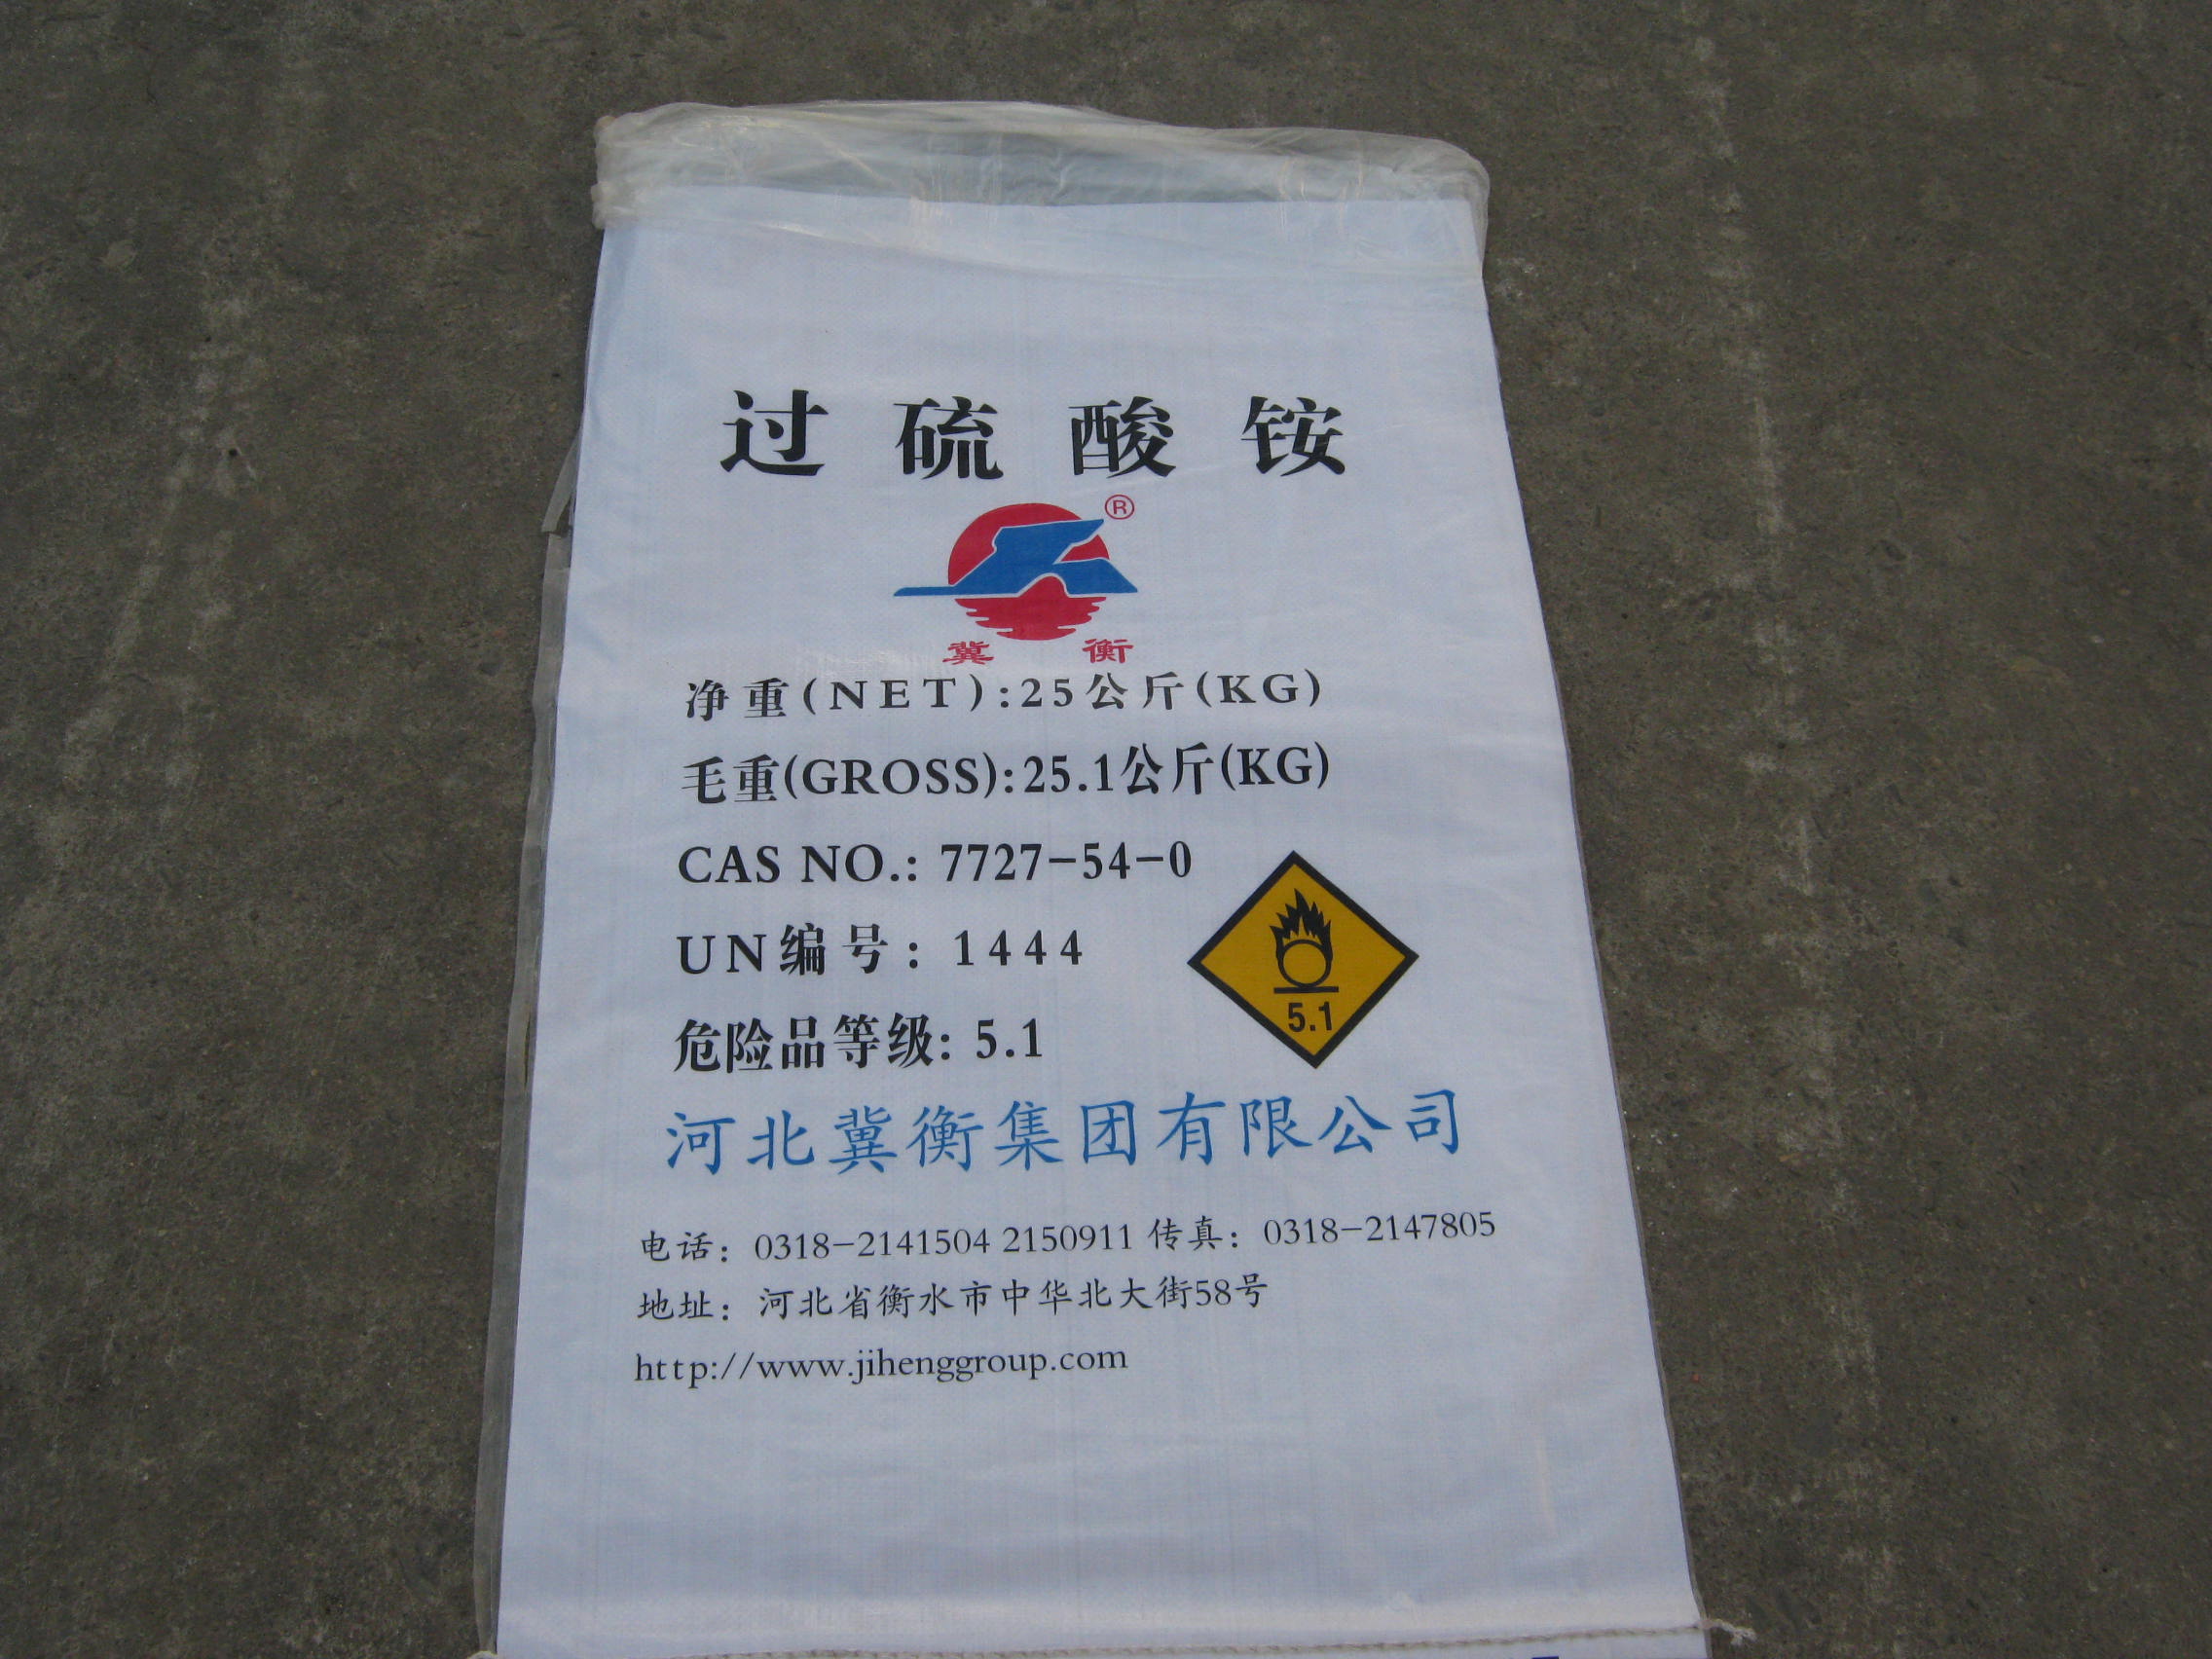 过硫酸铵
®
冀衡
净重(NET):25公斤(KG)
毛重(GROSS):25.1公斤(KG)
CAS NO.: 7727-54-0
UN编号: 1444
5.1
危险品等级: 5.1
河北冀衡集团有限公司
电话: 0318-2141504 2150911 传真: 0318-2147805
地址: 河北省衡水市中华北大街58号
http://www.jihenggroup.com